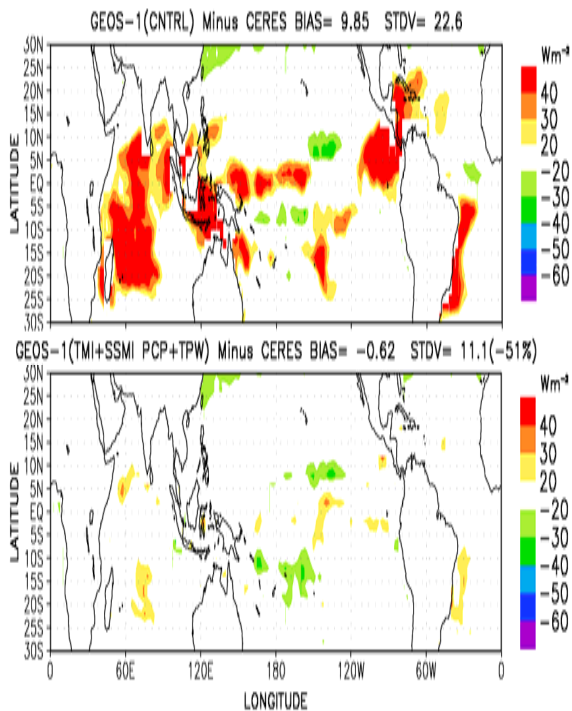 GEOS-1(CNTRL) Minus CERES BIAS= 9.85 STDV= 22.6
Wm⁻²
30N
25N
20N
15N
10N
5N
EQ
5S
10S
15S
20S
25S
30S
LATITUDE
40
30
20
-20
-30
-40
-50
-60
GEOS-1(TMI+SSMI PCP+TPW) Minus CERES BIAS= -0.62 STDV= 11.1(-51%)
Wm⁻²
30N
25N
20N
15N
10N
5N
EQ
5S
10S
15S
20S
25S
30S
LATITUDE
40
30
20
-20
-30
-40
-50
-60
0 60E 120E 180 120W 60W 0
LONGITUDE